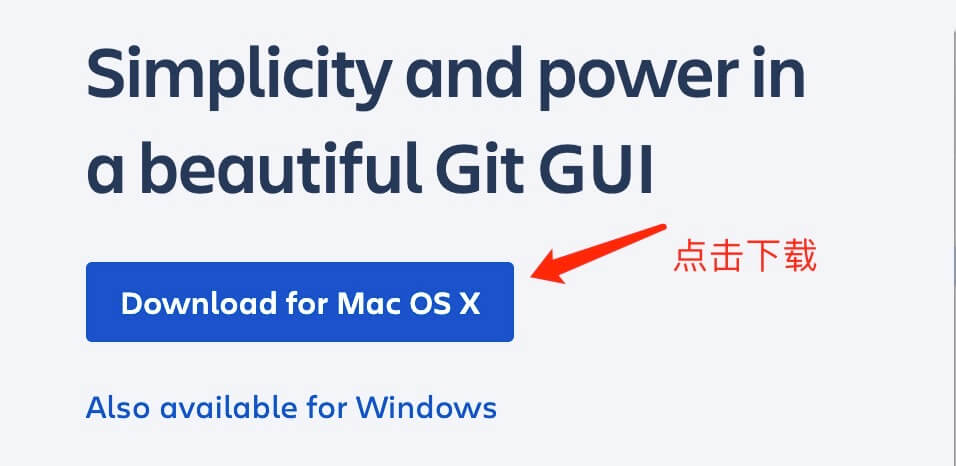 Simplicity and power in
a beautiful Git GUI
点击下载
Download for Mac OS X
Also available for Windows